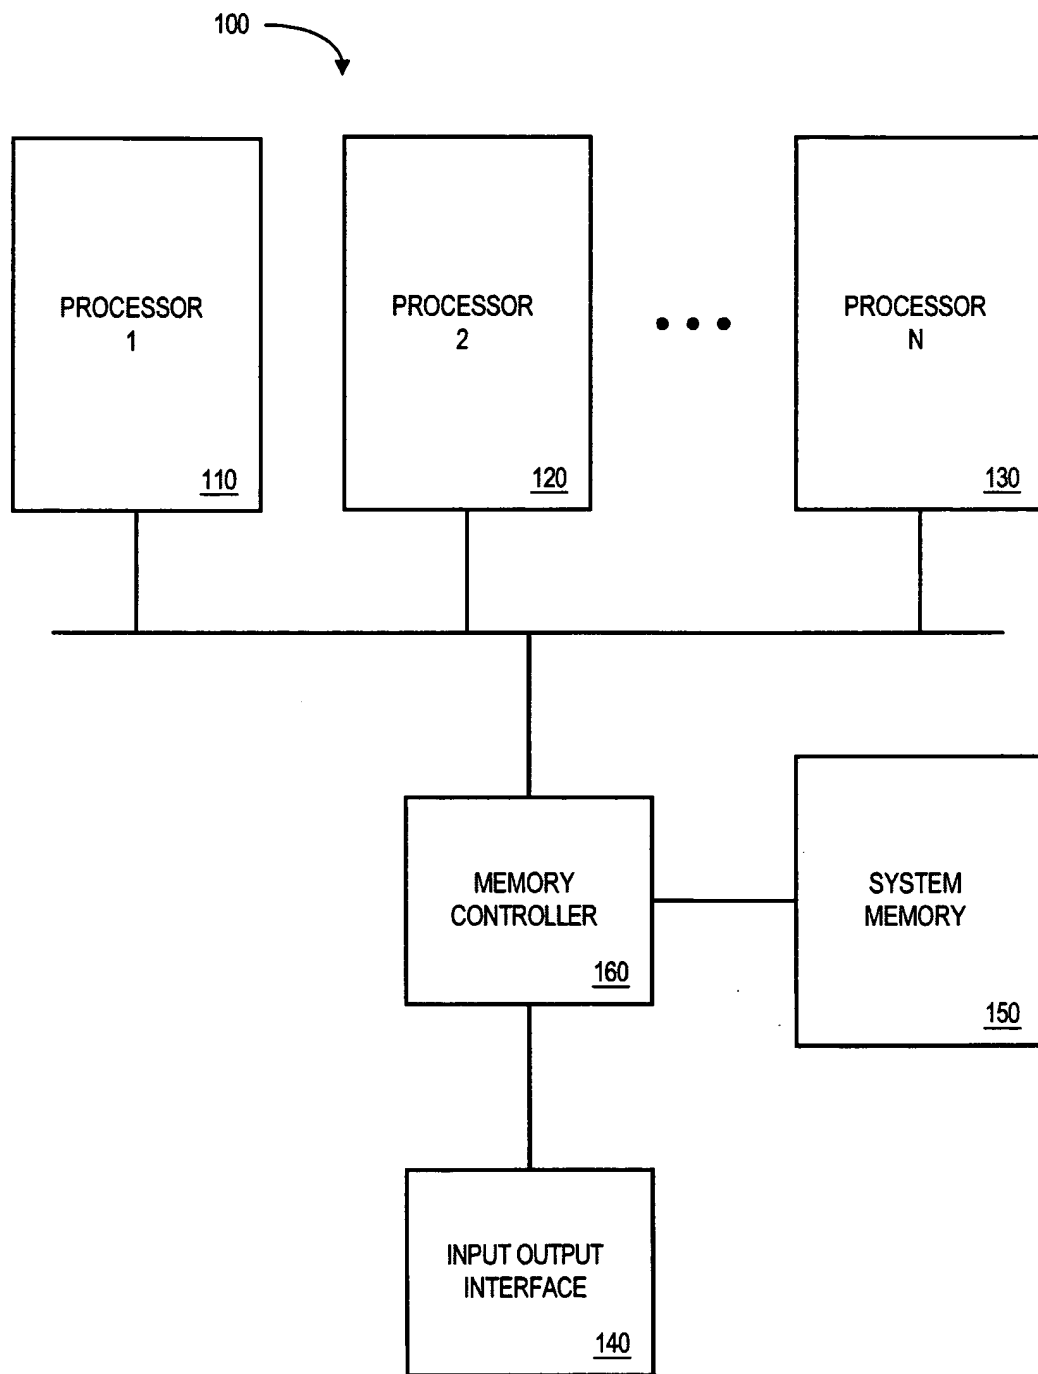 100
PROCESSOR
1
110
PROCESSOR
2
120
PROCESSOR
N
130
MEMORY
CONTROLLER
160
SYSTEM
MEMORY
150
INPUT OUTPUT
INTERFACE
140